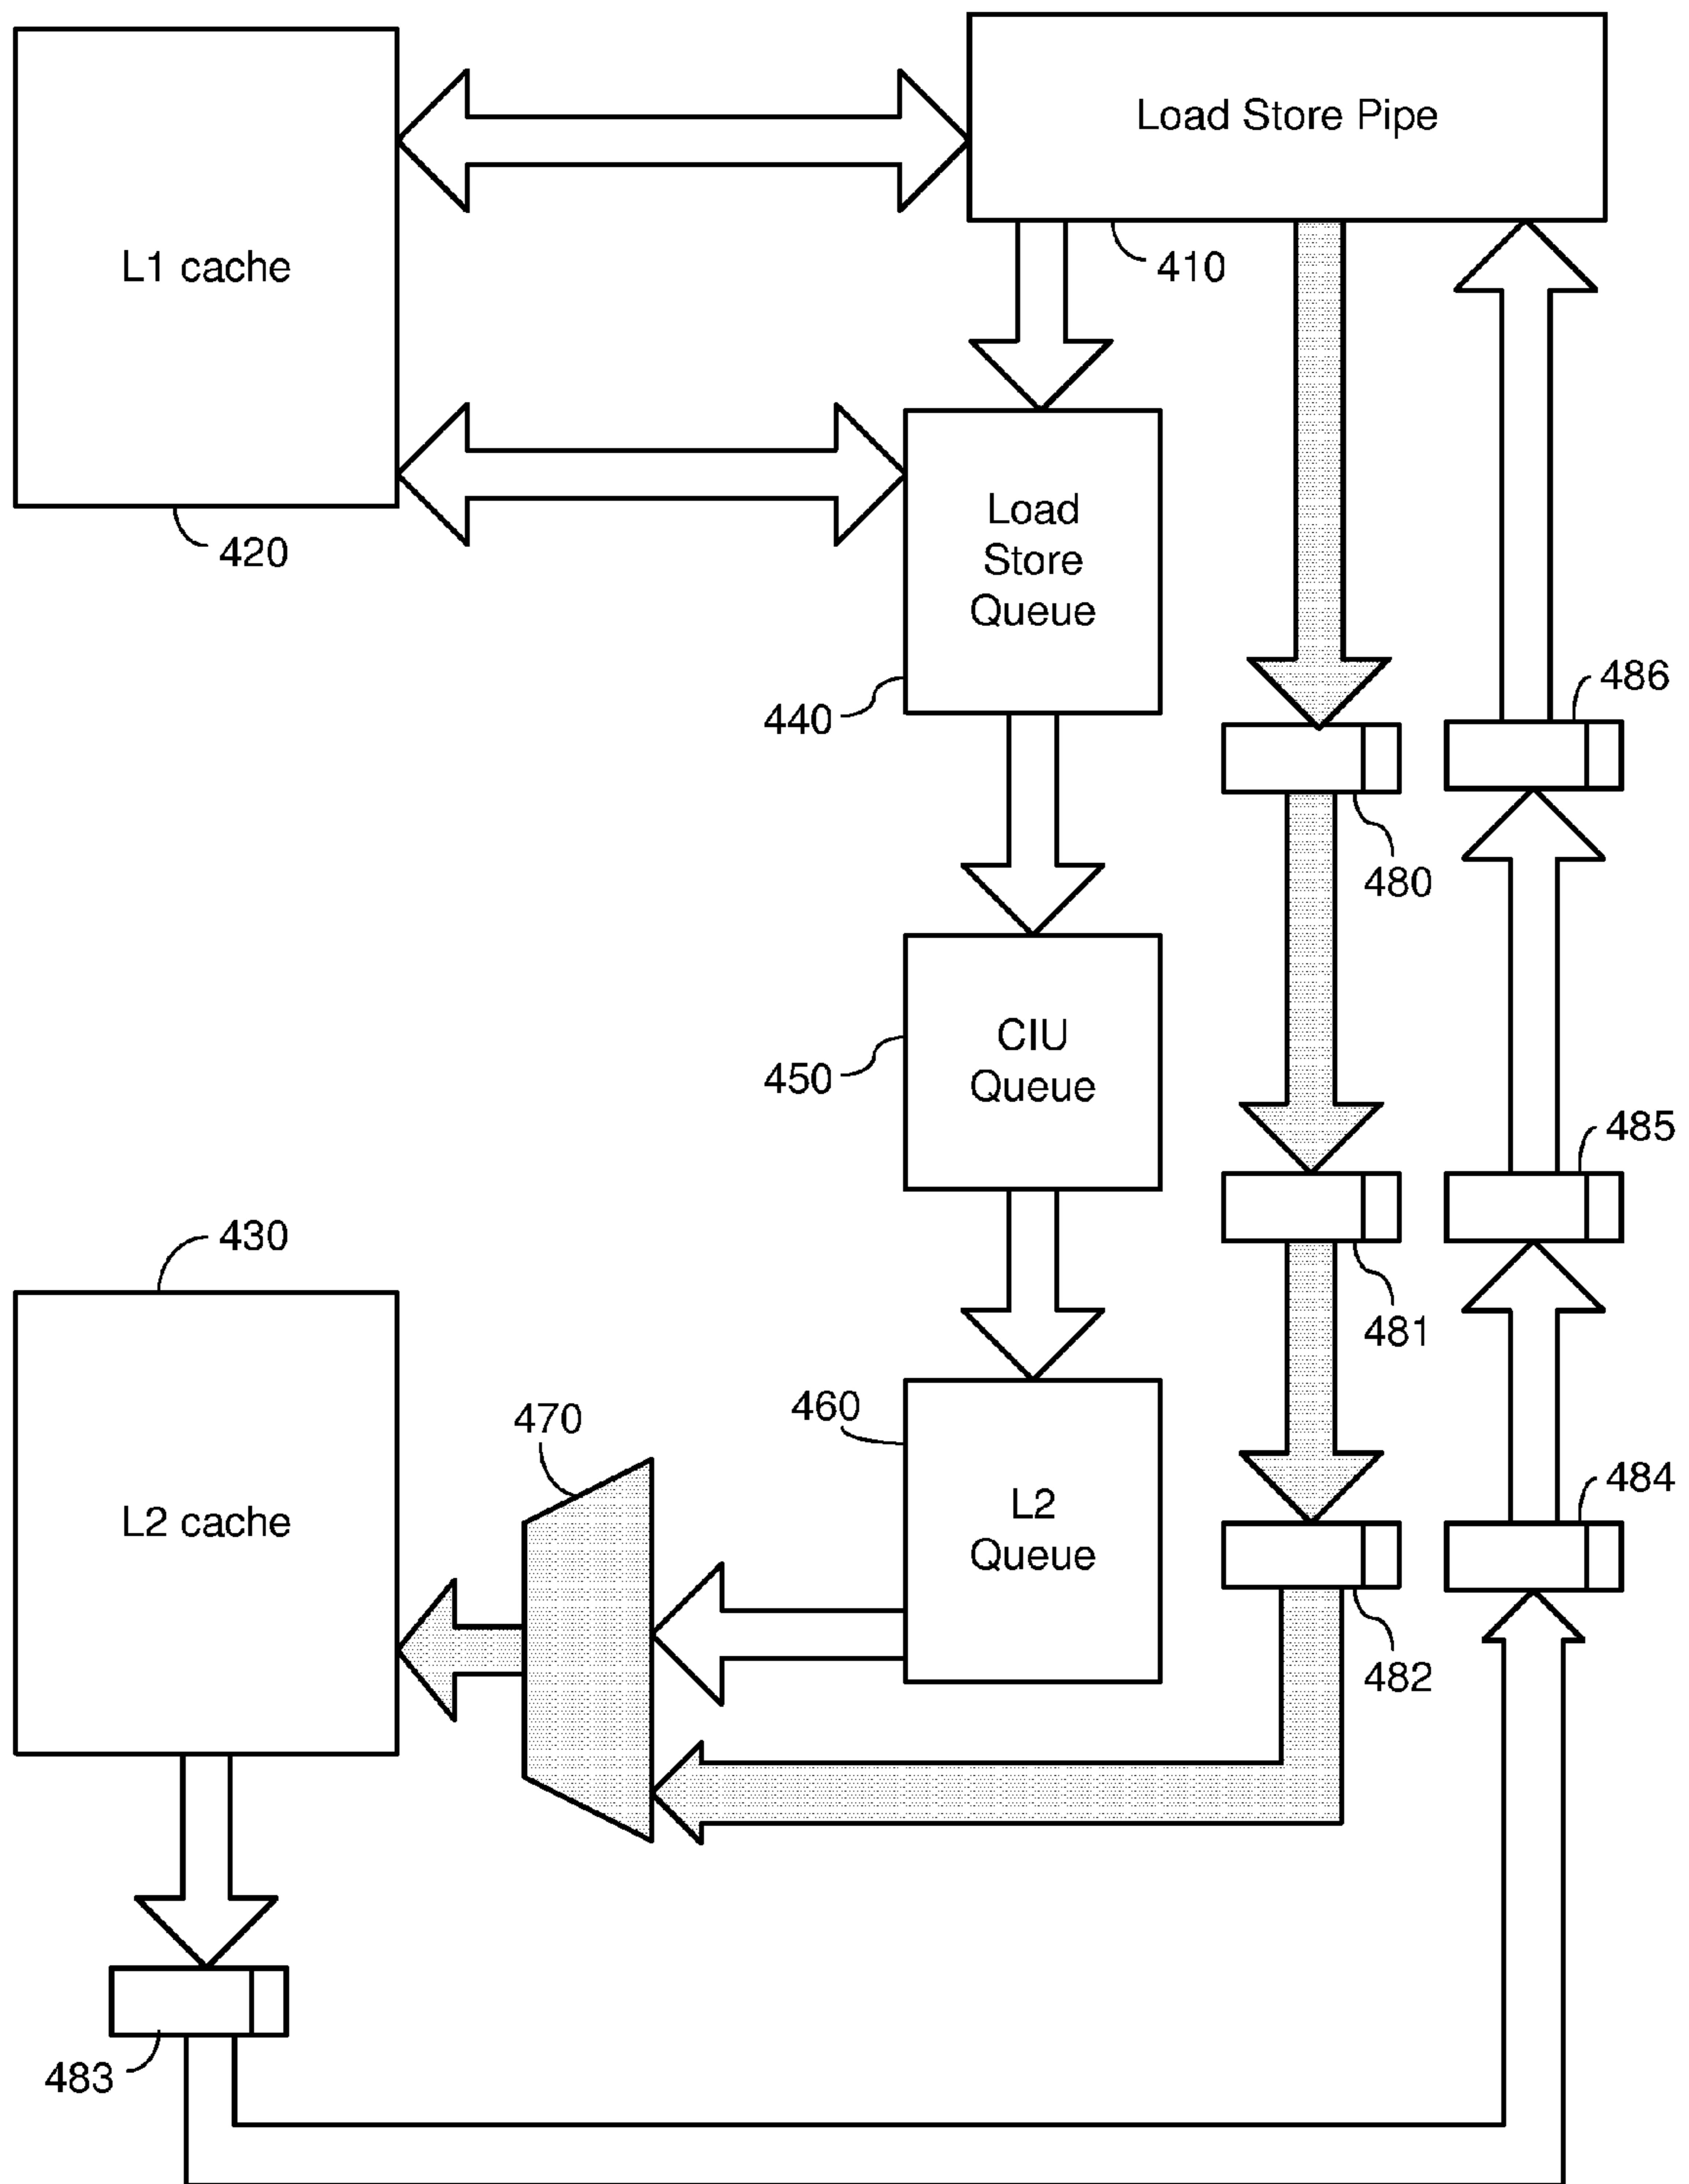 Load Store Pipe
L1 cache
410
420
Load
Store
Queue
440
486
480
CIU
Queue
450
485
430
481
460
470
484
L2
Queue
L2 cache
482
483